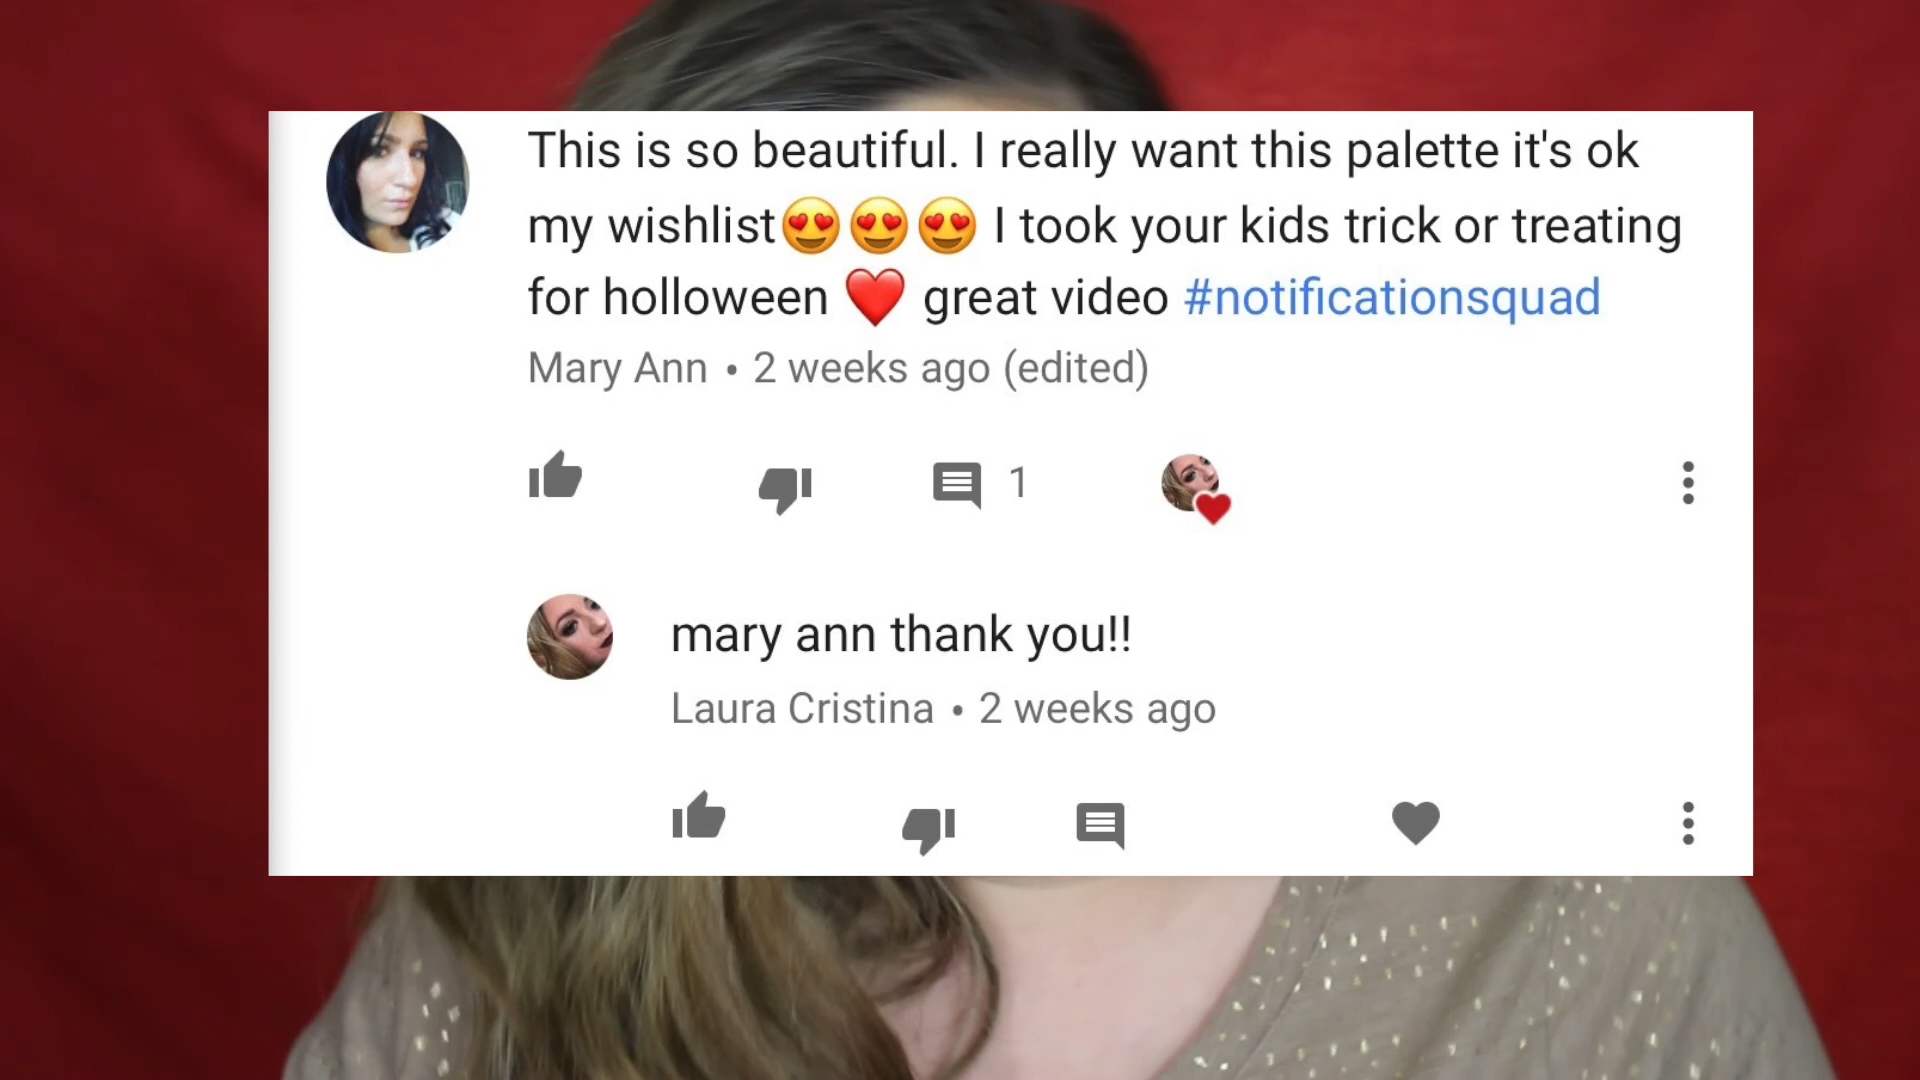 This is so beautiful. I really want this palette it's ok
my wishlist😍😍😍 I took your kids trick or treating
for holloween ❤️ great video #notificationsquad
Mary Ann • 2 weeks ago (edited)
1
mary ann thank you!!
Laura Cristina • 2 weeks ago